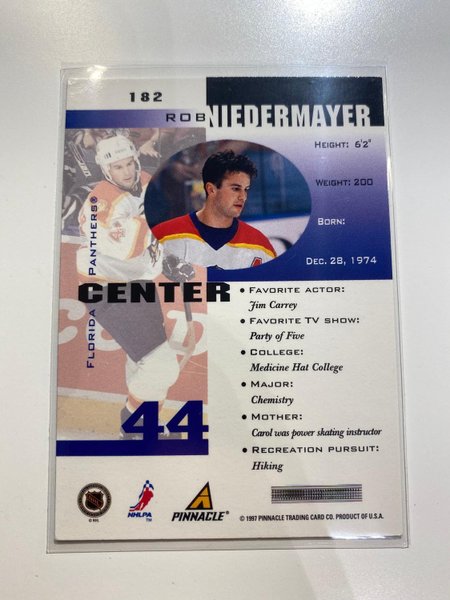 182
ROB NIEDERMAYER
HEIGHT: 6'2"
WEIGHT: 200
BORN:
DEC. 28, 1974
FLORIDA PANTHERS®
CENTER
• FAVORITE ACTOR:
Jim Carrey
• FAVORITE TV SHOW:
Party of Five
• COLLEGE:
Medicine Hat College
• MAJOR:
Chemistry
• MOTHER:
Carol was power skating instructor
• RECREATION PURSUIT:
Hiking
44
© NHL
NHLPA
TM
PINNACLE
© 1997 PINNACLE TRADING CARD CO. PRODUCT OF U.S.A.